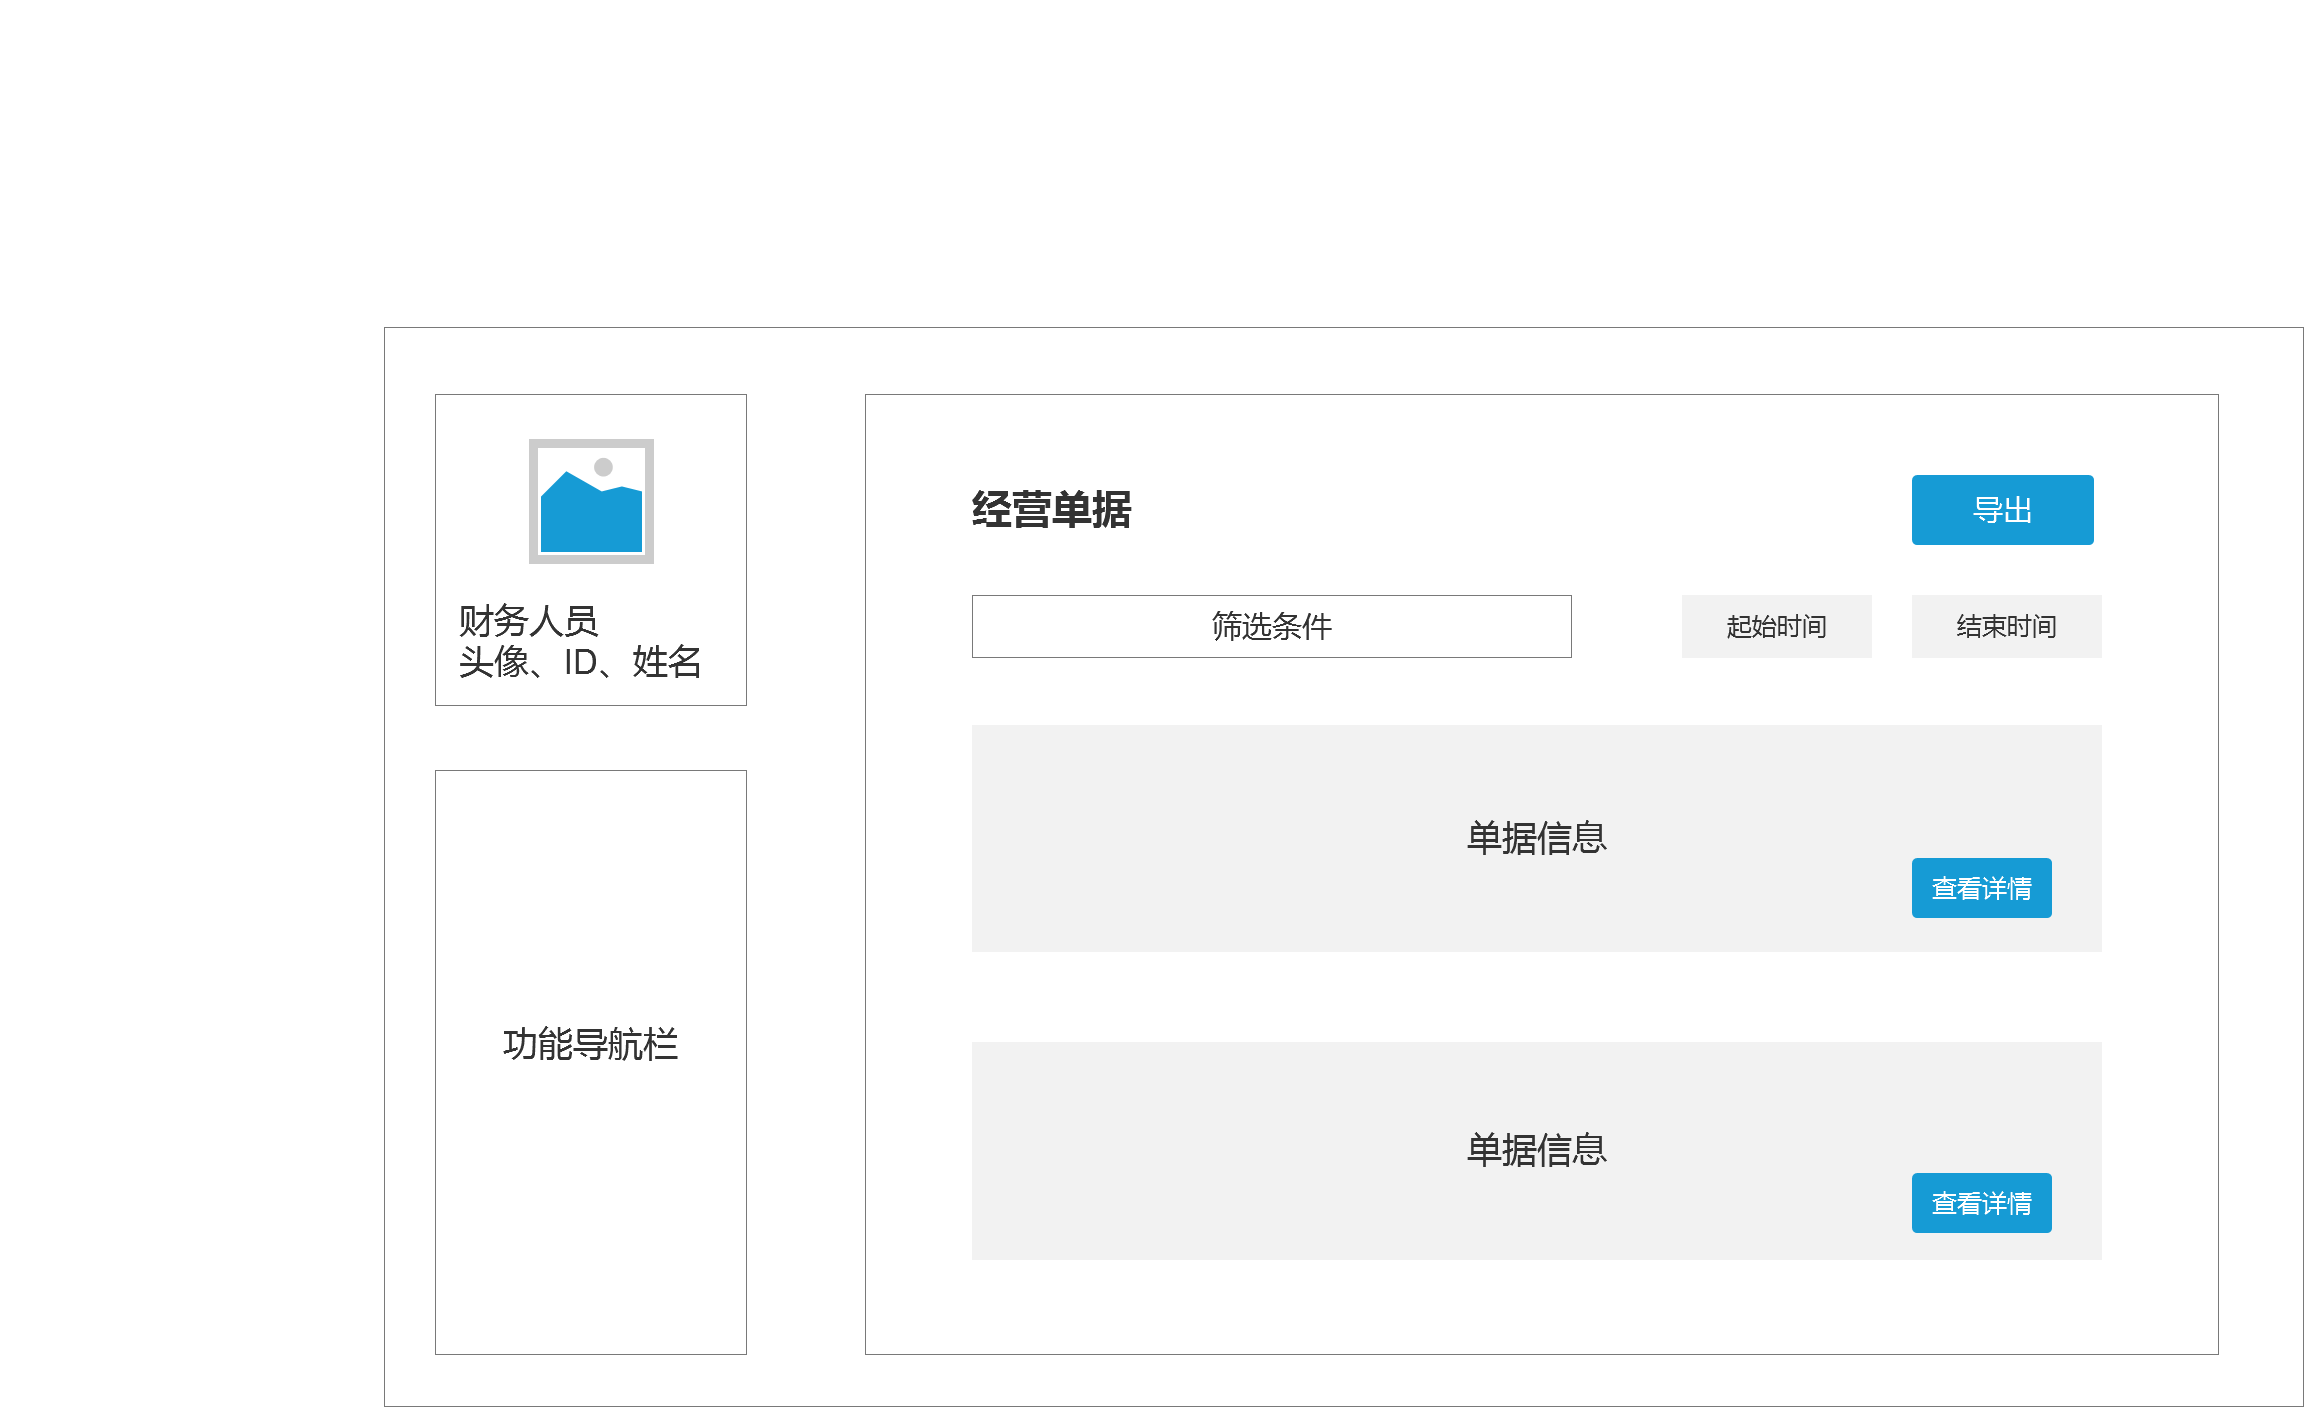 财务人员
头像、ID、姓名
功能导航栏
经营单据
导出
筛选条件
起始时间
结束时间
单据信息
查看详情
单据信息
查看详情